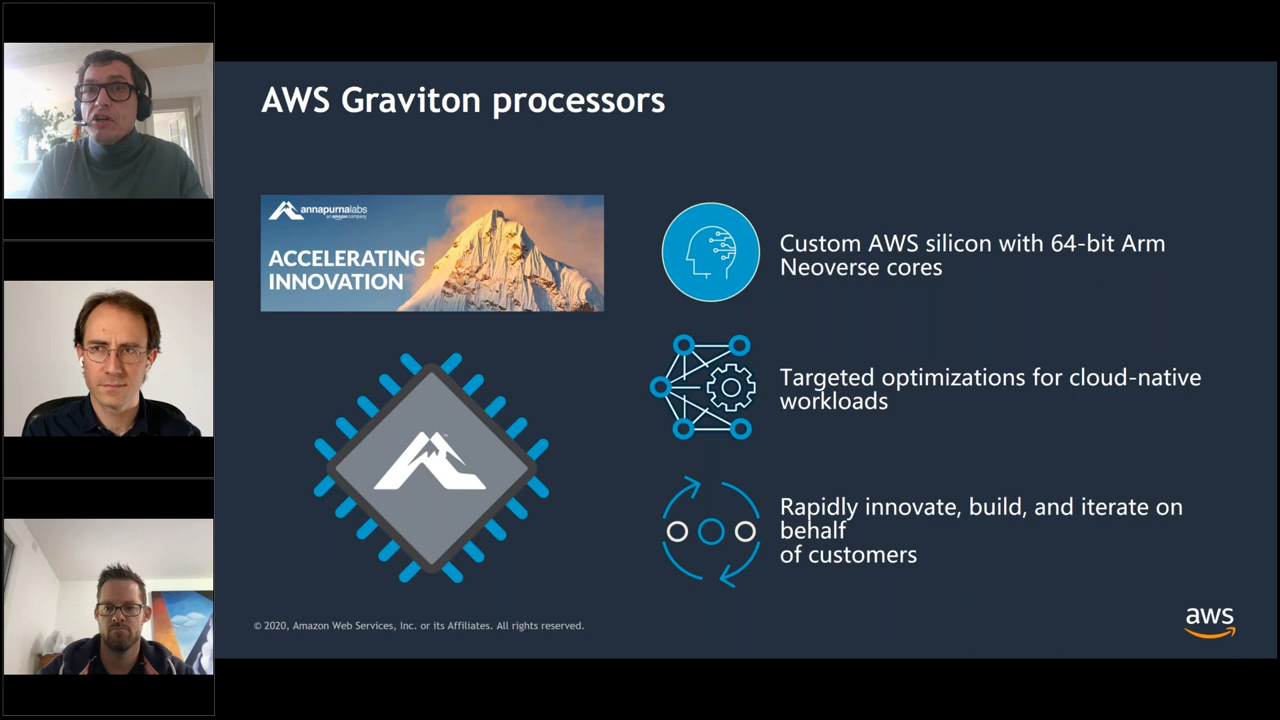 AWS Graviton processors
annapurnalabs
an amazon company
ACCELERATING
INNOVATION
Custom AWS silicon with 64-bit Arm
Neoverse cores
Targeted optimizations for cloud-native
workloads
Rapidly innovate, build, and iterate on
behalf
of customers
© 2020, Amazon Web Services, Inc. or its Affiliates. All rights reserved.
aws